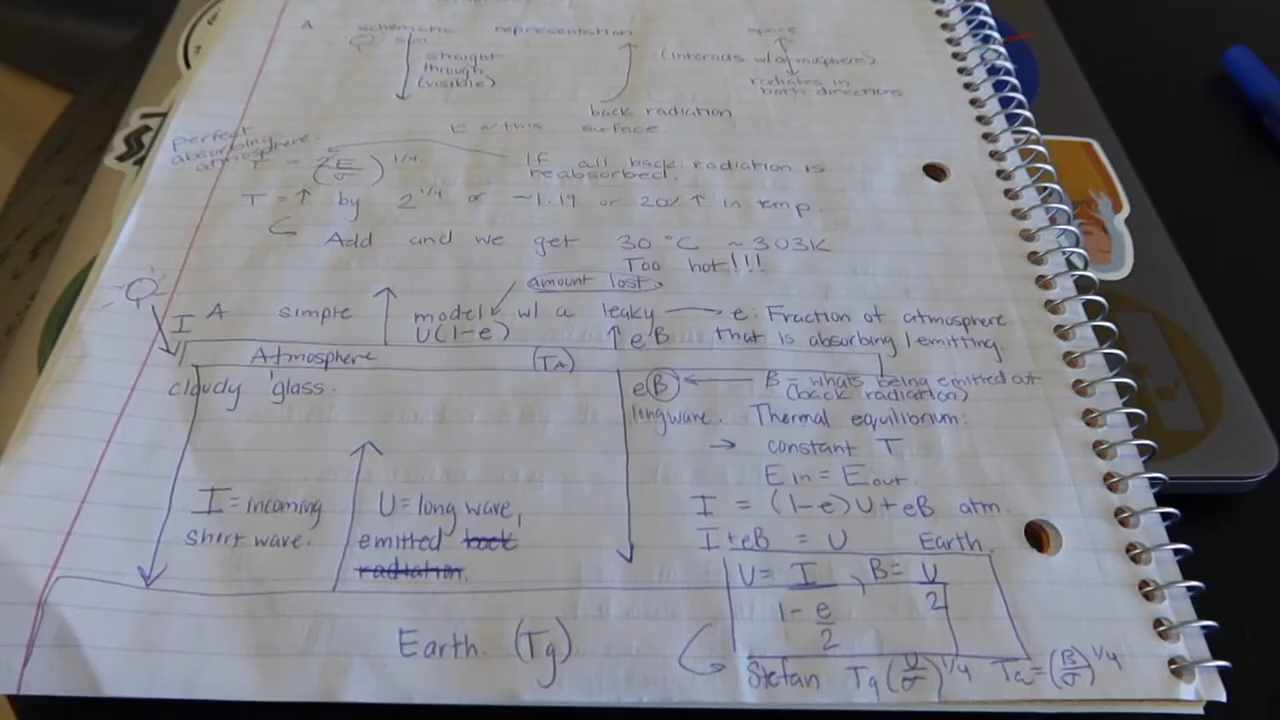 A schematic representation space
sun
straight through (visible)
(interacts w/ atmosphere)
radiates in both directions
back radiation
surface
perfect absorbing atmosphere
T = (2E/σ)^1/4
If all back radiation is reabsorbed.
T = ↑ by 2^1/4 or ~1.19 or 20% ↑ in temp.
Add and we get 30°C ~303K
Too hot!!!
amount lost
A simple model w/ a leaky → e: Fraction of atmosphere that is absorbing/emitting.
I
U(1-e)
↑ eB
Atmosphere (TA)
cloudy glass.
eB ← B - whats being emitted at (back radiation)
longwave. Thermal equilibrium:
→ constant T
Ein = Eout
I = incoming short wave.
U = long wave, emitted back radiation.
I = (1-e)U + eB atm.
I + eB = U Earth.
U = I/(1 - e/2), B = U/2
Earth. (Tg)
Stefan Tg (U/σ)^1/4 Ta = (B/σ)^1/4